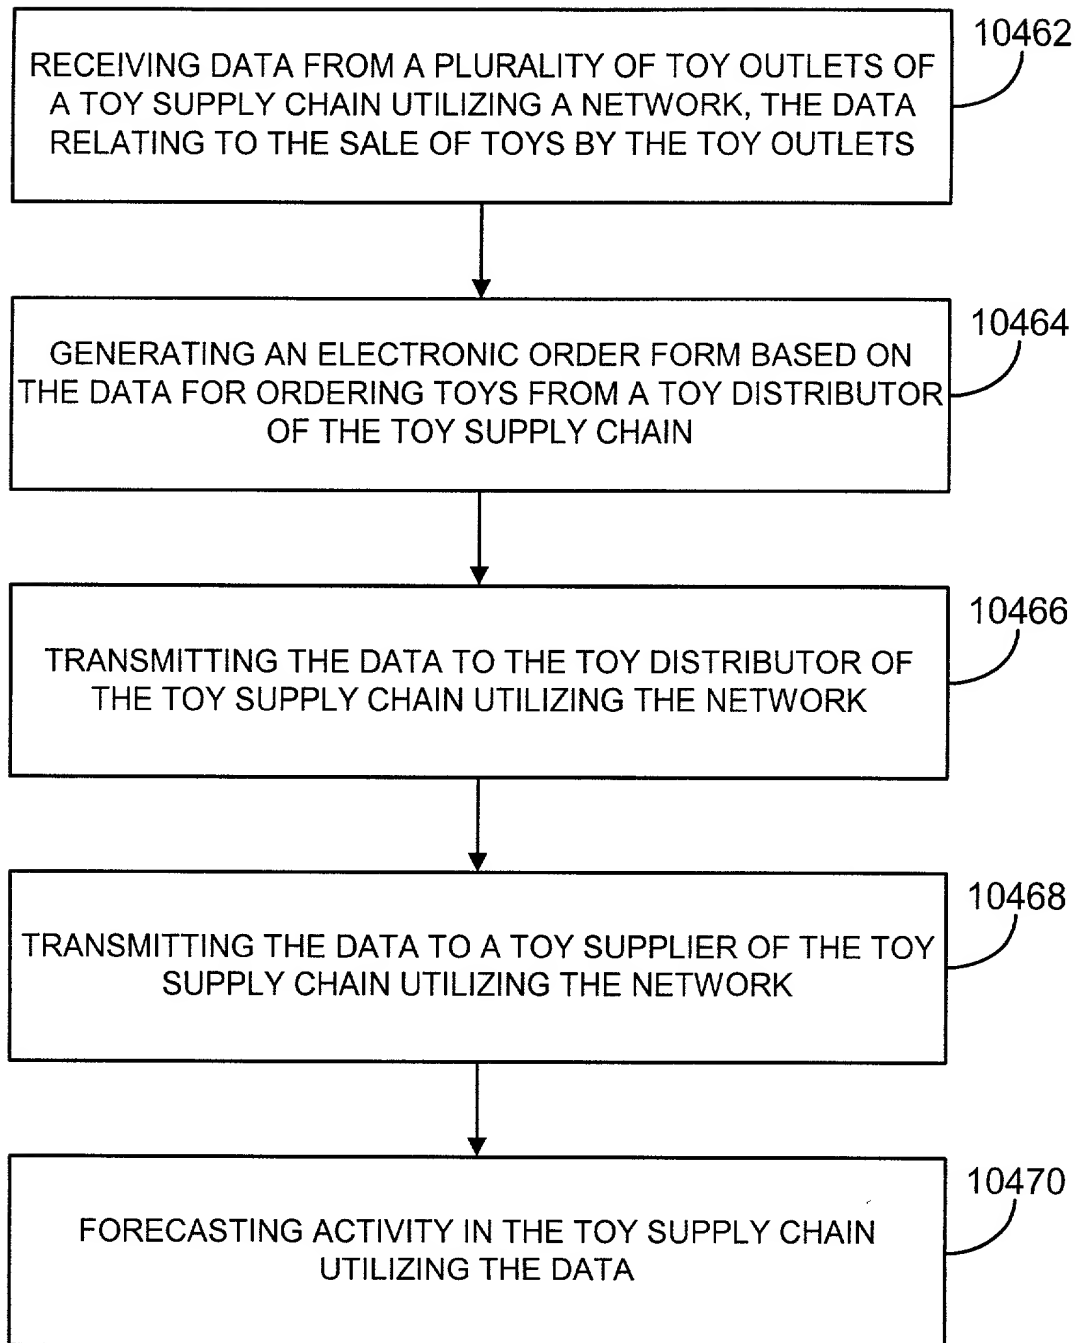 10462
RECEIVING DATA FROM A PLURALITY OF TOY OUTLETS OF
A TOY SUPPLY CHAIN UTILIZING A NETWORK, THE DATA
RELATING TO THE SALE OF TOYS BY THE TOY OUTLETS
10464
GENERATING AN ELECTRONIC ORDER FORM BASED ON
THE DATA FOR ORDERING TOYS FROM A TOY DISTRIBUTOR
OF THE TOY SUPPLY CHAIN
10466
TRANSMITTING THE DATA TO THE TOY DISTRIBUTOR OF
THE TOY SUPPLY CHAIN UTILIZING THE NETWORK
10468
TRANSMITTING THE DATA TO A TOY SUPPLIER OF THE TOY
SUPPLY CHAIN UTILIZING THE NETWORK
10470
FORECASTING ACTIVITY IN THE TOY SUPPLY CHAIN
UTILIZING THE DATA